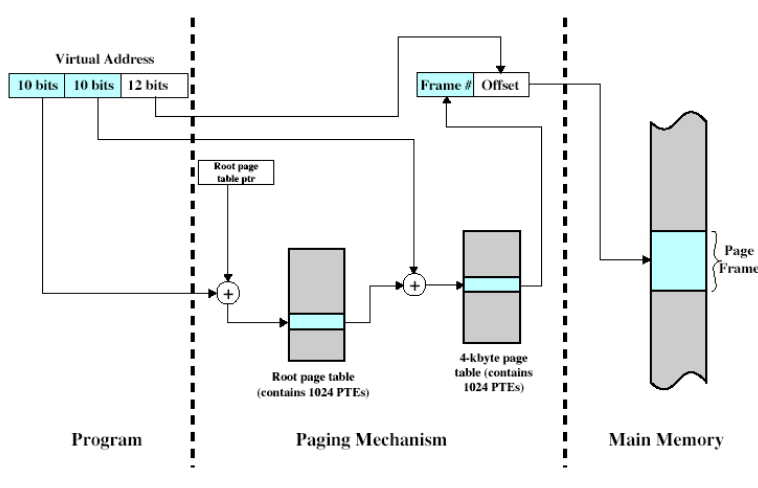 Virtual Address
10 bits 10 bits 12 bits
Frame # Offset
Root page
table ptr
+
+
Page
Frame
Root page table
(contains 1024 PTEs)
4-kbyte page
table (contains
1024 PTEs)
Program
Paging Mechanism
Main Memory